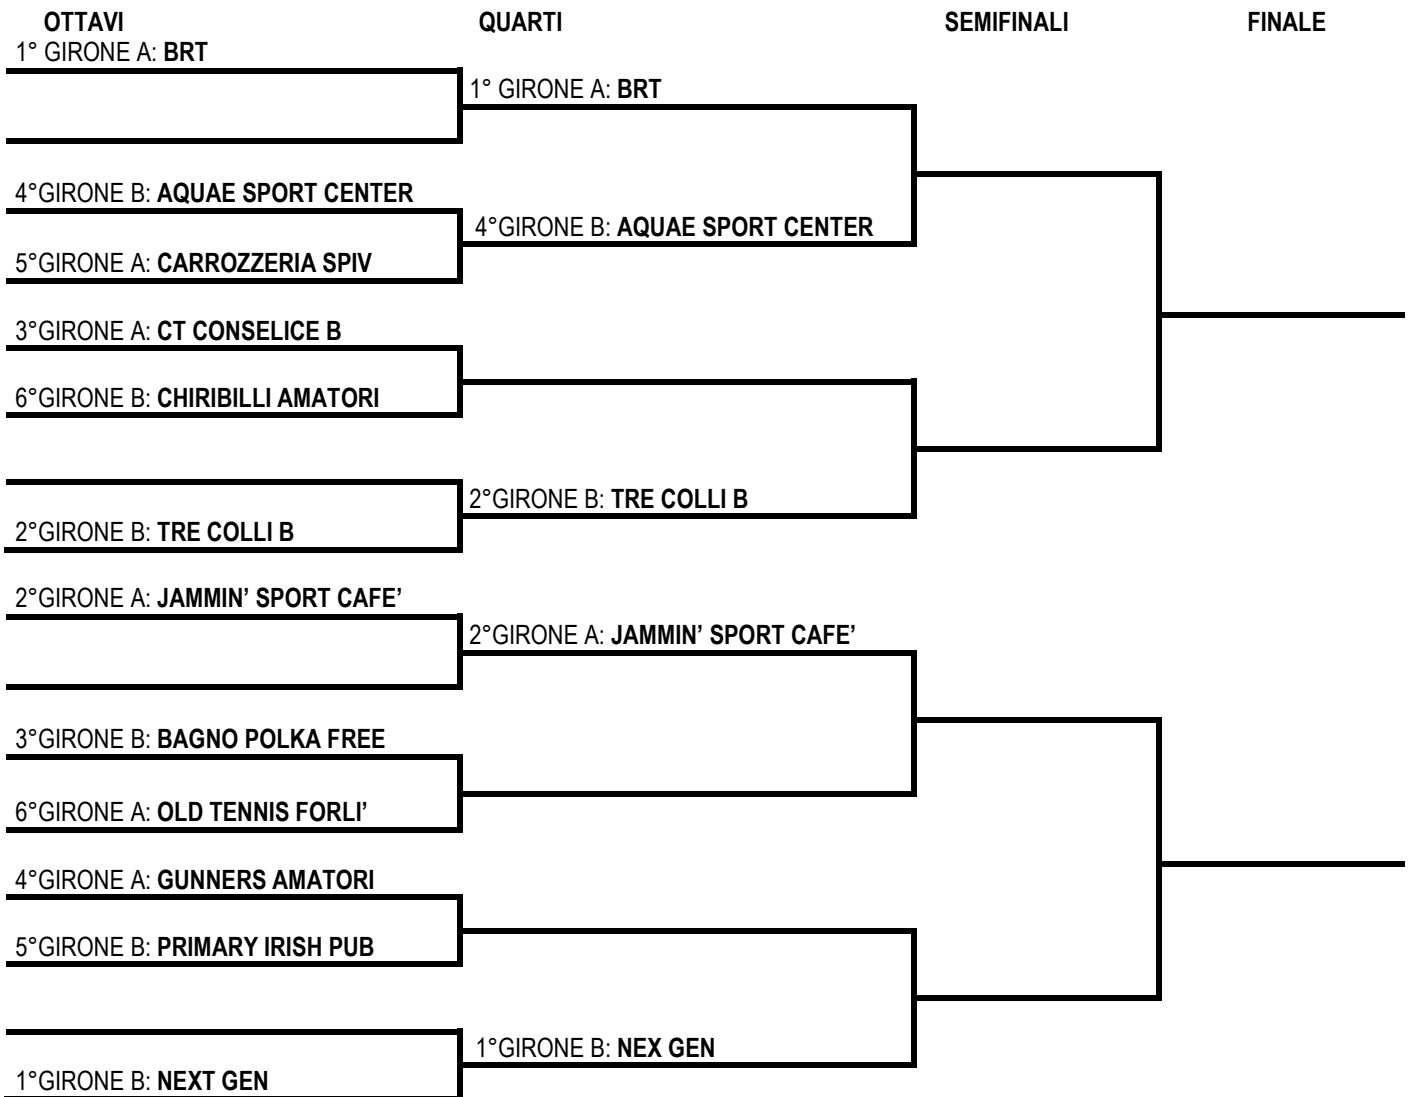 OTTAVI QUARTI SEMIFINALI FINALE
1° GIRONE A: BRT
1° GIRONE A: BRT
4°GIRONE B: AQUAE SPORT CENTER
4°GIRONE B: AQUAE SPORT CENTER
5°GIRONE A: CARROZZERIA SPIV
3°GIRONE A: CT CONSELICE B
6°GIRONE B: CHIRIBILLI AMATORI
2°GIRONE B: TRE COLLI B
2°GIRONE B: TRE COLLI B
2°GIRONE A: JAMMIN’ SPORT CAFE’
2°GIRONE A: JAMMIN’ SPORT CAFE’
3°GIRONE B: BAGNO POLKA FREE
6°GIRONE A: OLD TENNIS FORLI’
4°GIRONE A: GUNNERS AMATORI
5°GIRONE B: PRIMARY IRISH PUB
1°GIRONE B: NEX GEN
1°GIRONE B: NEXT GEN